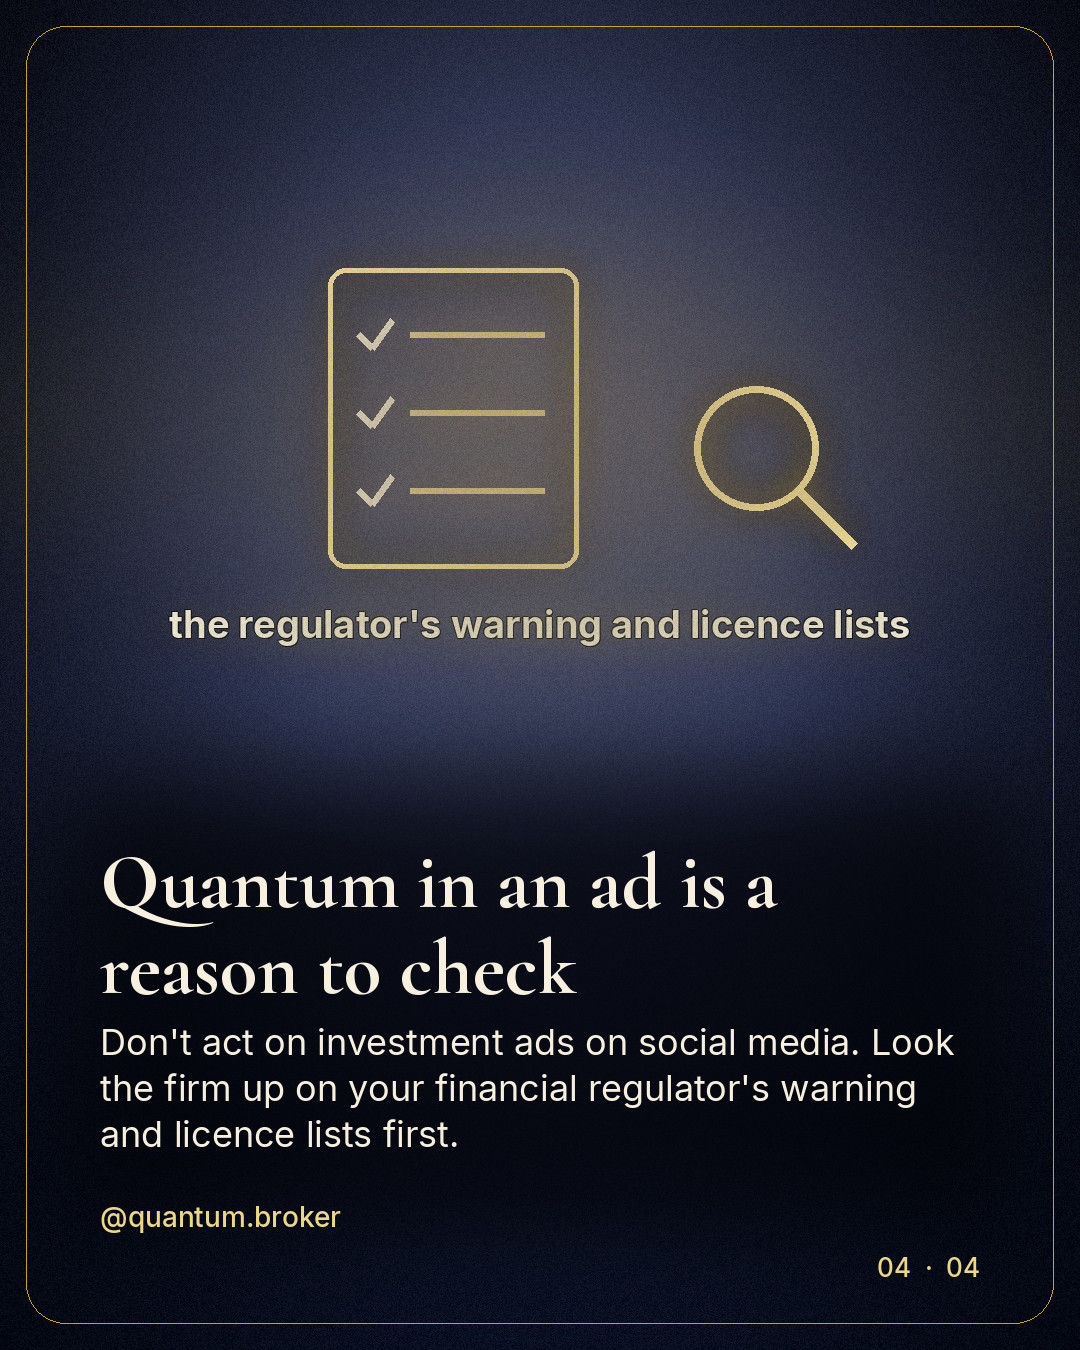 the regulator's warning and licence lists
Quantum in an ad is a
reason to check
Don't act on investment ads on social media. Look
the firm up on your financial regulator's warning
and licence lists first.
@quantum.broker
04 · 04